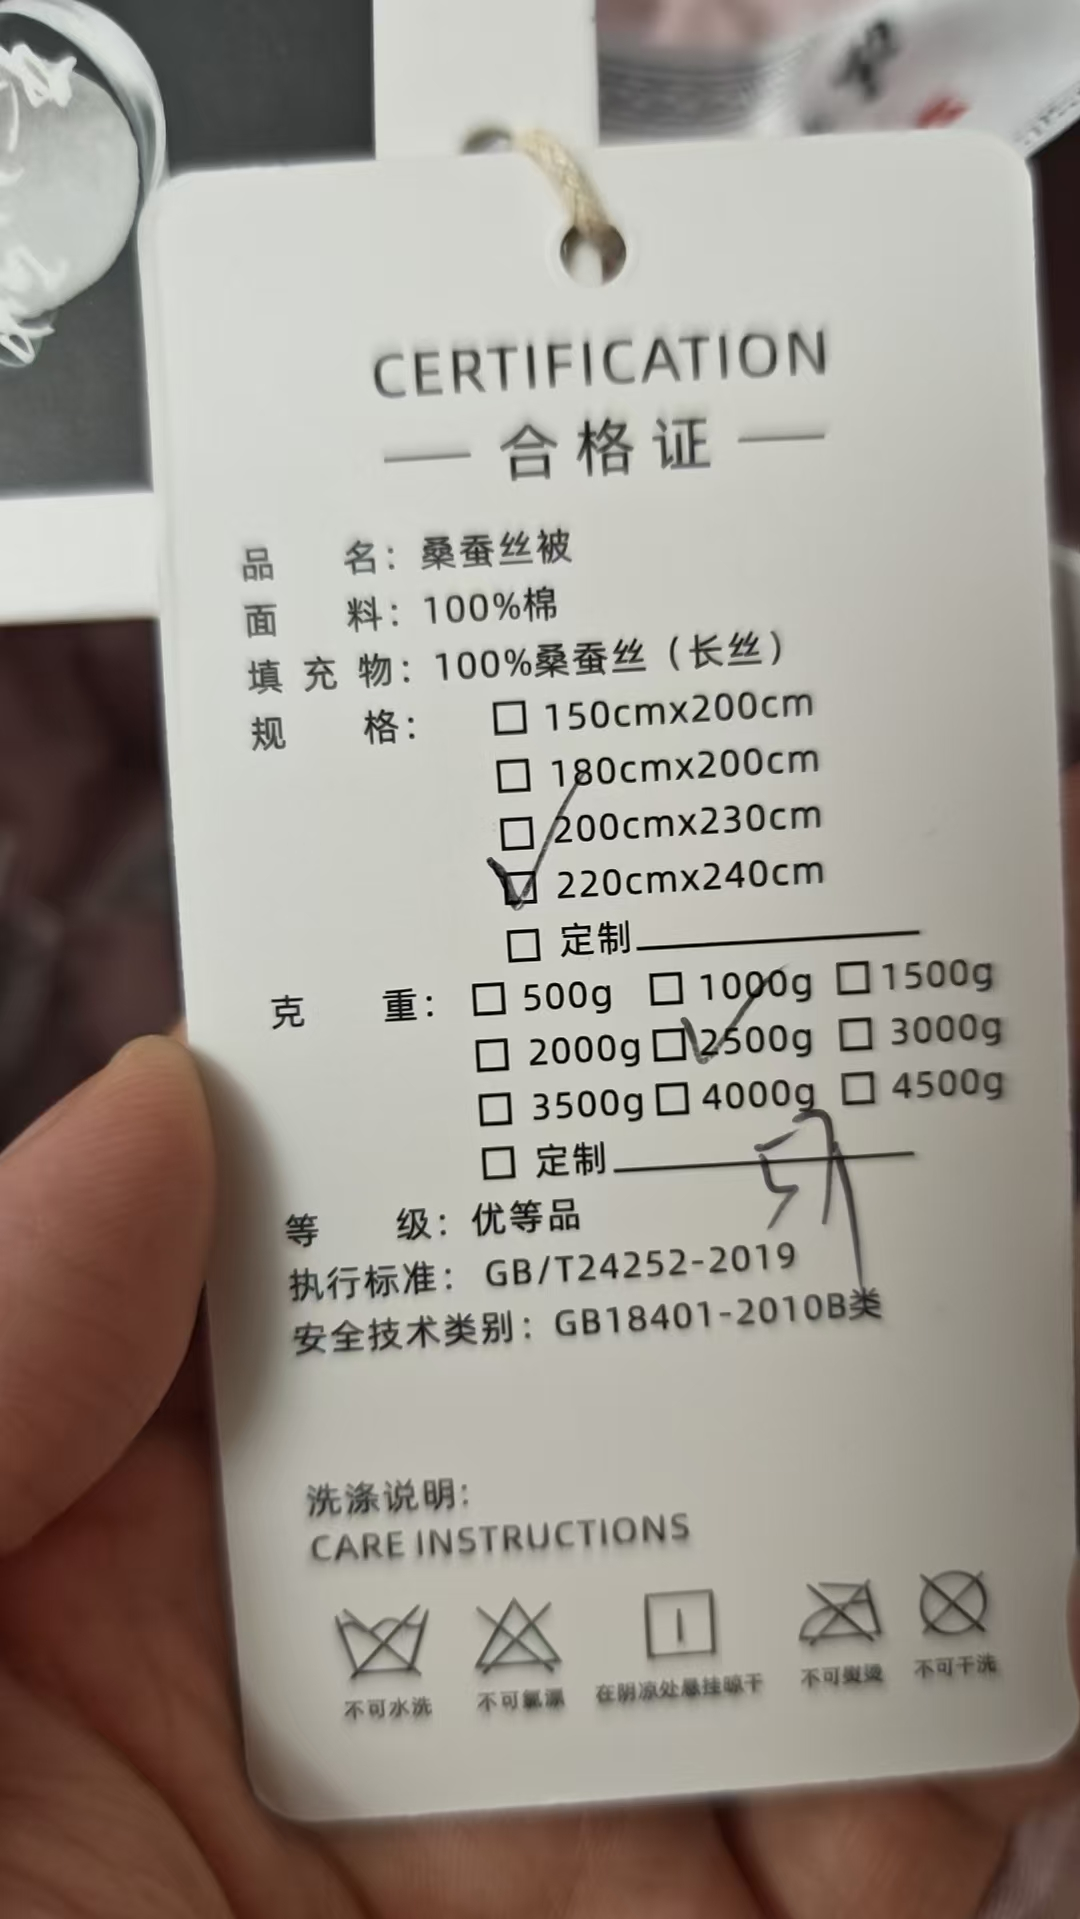 CERTIFICATION
合格证
品名：桑蚕丝被
面料：100%棉
填充物：100%桑蚕丝（长丝）
规格：□ 150cmx200cm
□ 180cmx200cm
□ 200cmx230cm
☑ 220cmx240cm
□ 定制
克重：□ 500g □ 1000g □ 1500g
□ 2000g ☑ 2500g □ 3000g
□ 3500g □ 4000g □ 4500g
□ 定制
等级：优等品
执行标准：GB/T24252-2019
安全技术类别：GB18401-2010B类
洗涤说明：
CARE INSTRUCTIONS
不可水洗 不可氯漂 在阴凉处悬挂晾干 不可熨烫 不可干洗